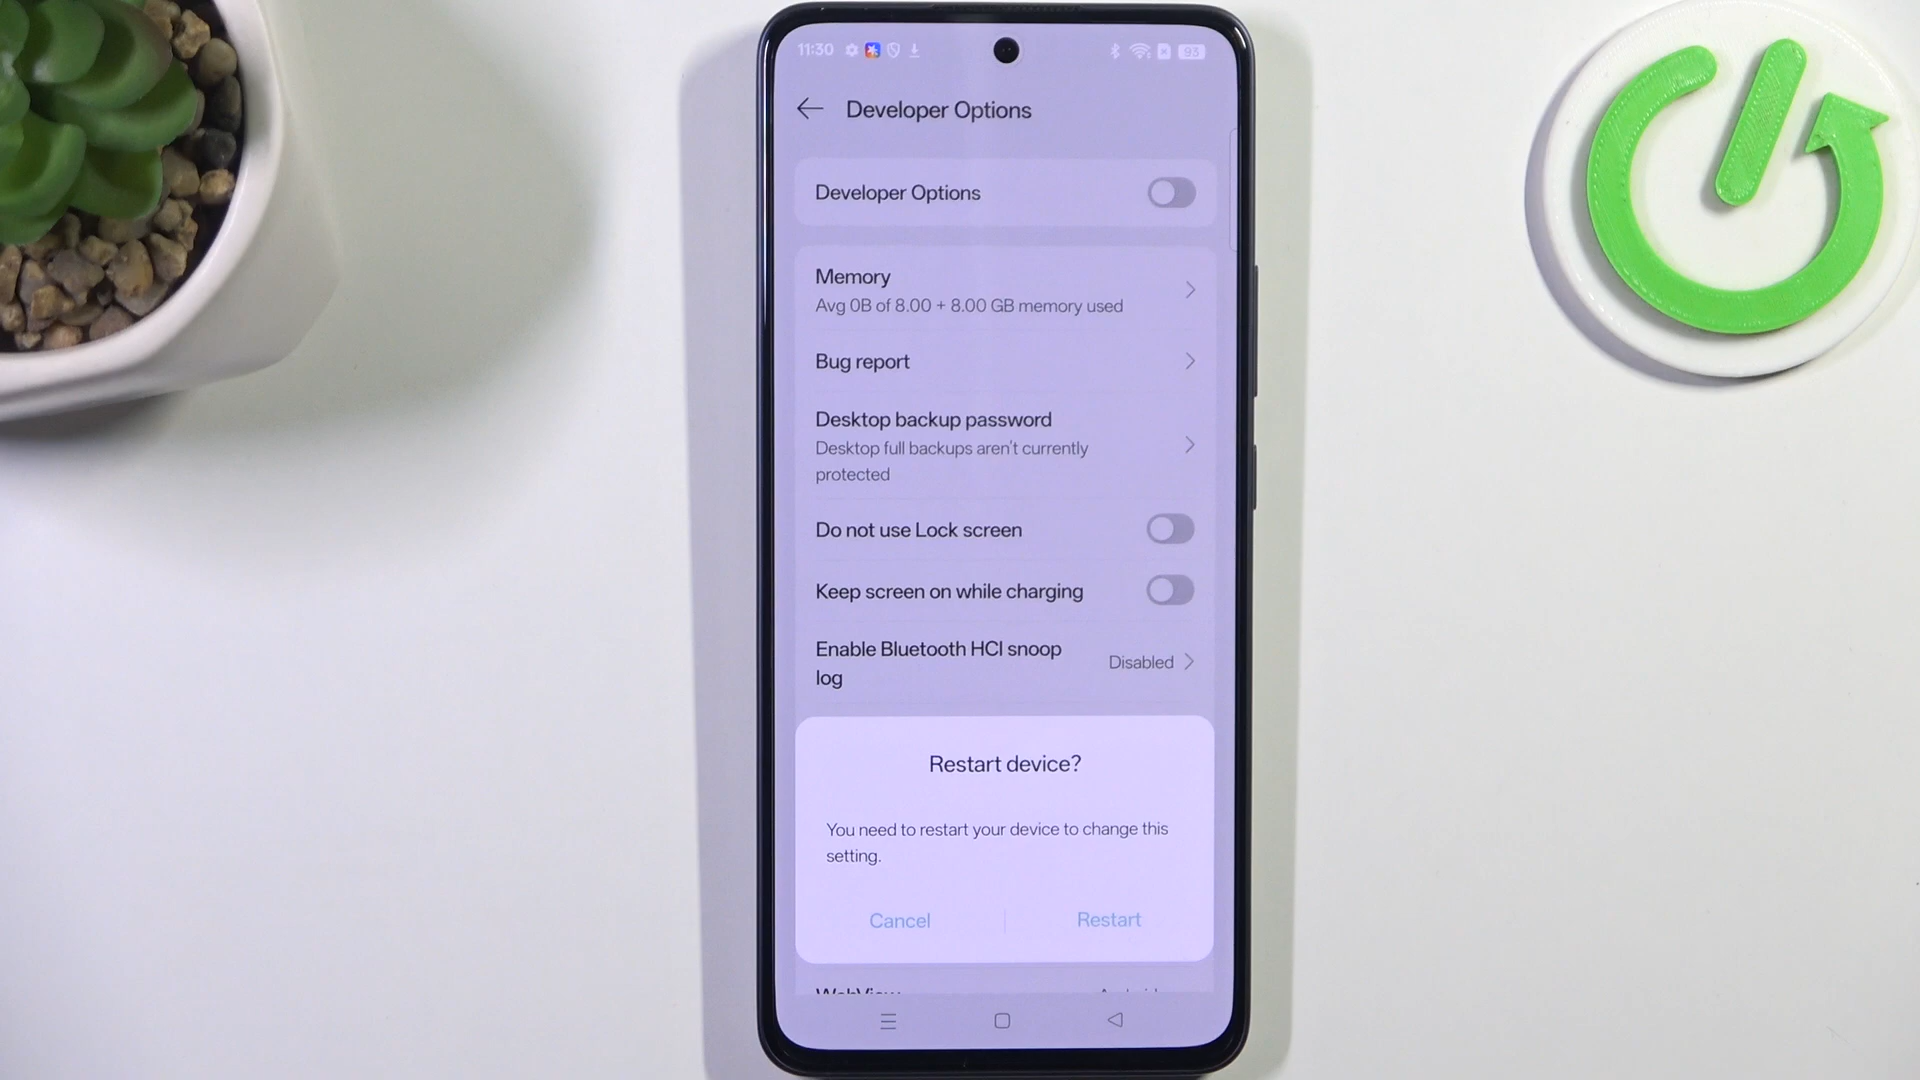 11:30
93
Developer Options
Developer Options
Memory
Avg 0B of 8.00 + 8.00 GB memory used
Bug report
Desktop backup password
Desktop full backups aren't currently
protected
Do not use Lock screen
Keep screen on while charging
Enable Bluetooth HCI snoop
log
Disabled
Restart device?
You need to restart your device to change this
setting.
Cancel
Restart
WebView